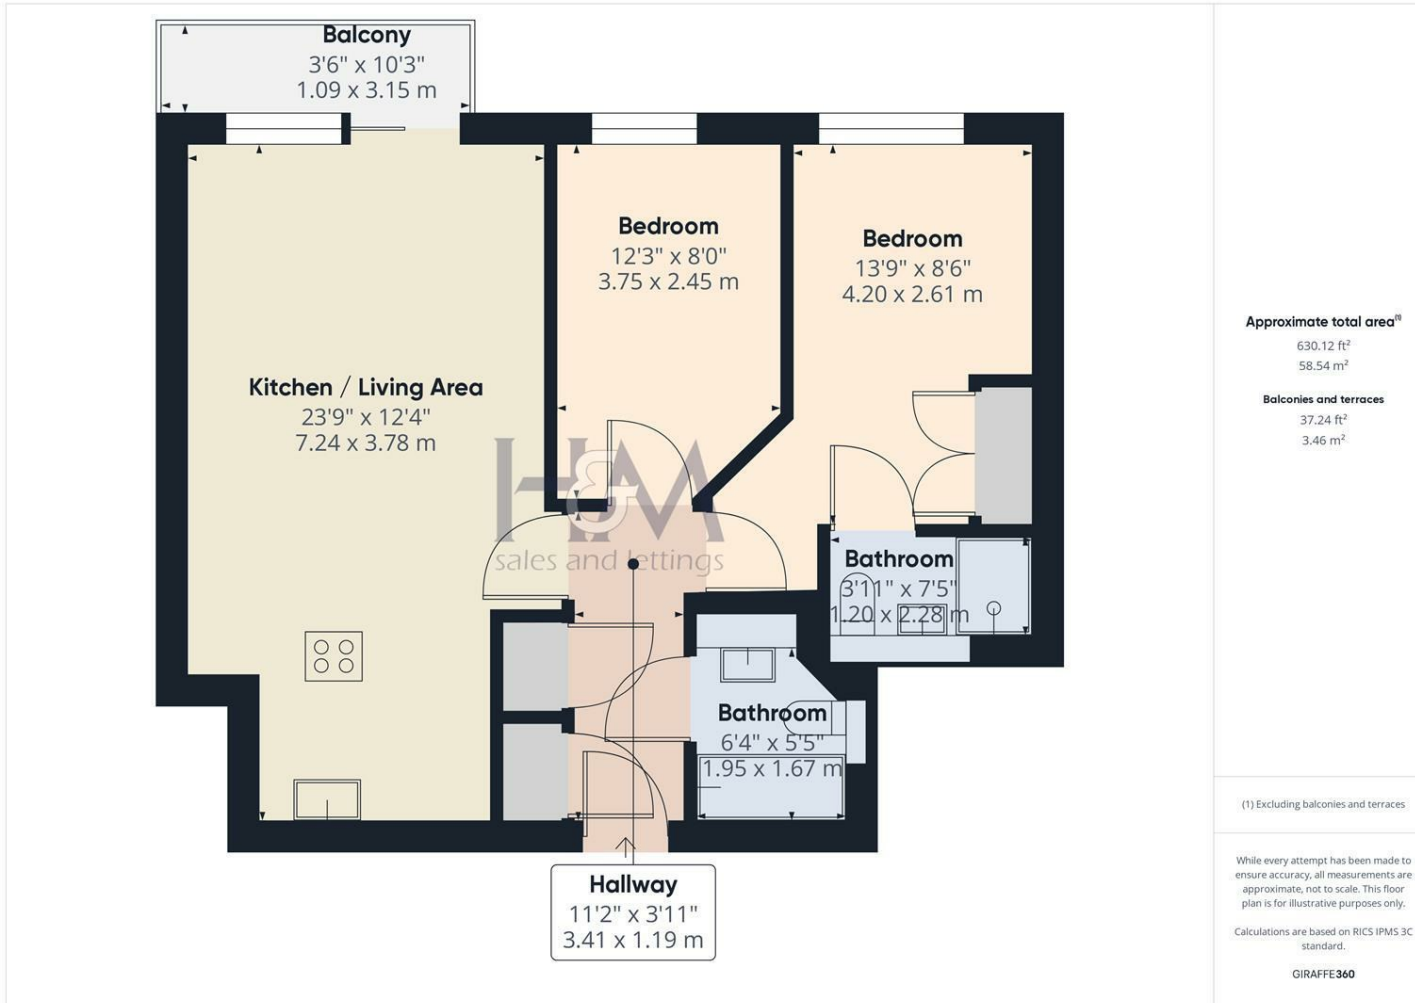 Balcony
3'6" x 10'3"
1.09 x 3.15 m
Bedroom
12'3" x 8'0"
3.75 x 2.45 m
Bedroom
13'9" x 8'6"
4.20 x 2.61 m
Kitchen / Living Area
23'9" x 12'4"
7.24 x 3.78 m
H&M
sales and lettings
Bathroom
3'11" x 7'5"
1.20 x 2.28 m
Bathroom
6'4" x 5'5"
1.95 x 1.67 m
Hallway
11'2" x 3'11"
3.41 x 1.19 m
Approximate total area(1)
630.12 ft²
58.54 m²
Balconies and terraces
37.24 ft²
3.46 m²
(1) Excluding balconies and terraces
While every attempt has been made to
ensure accuracy, all measurements are
approximate, not to scale. This floor
plan is for illustrative purposes only.
Calculations are based on RICS IPMS 3C
standard.
GIRAFFE360